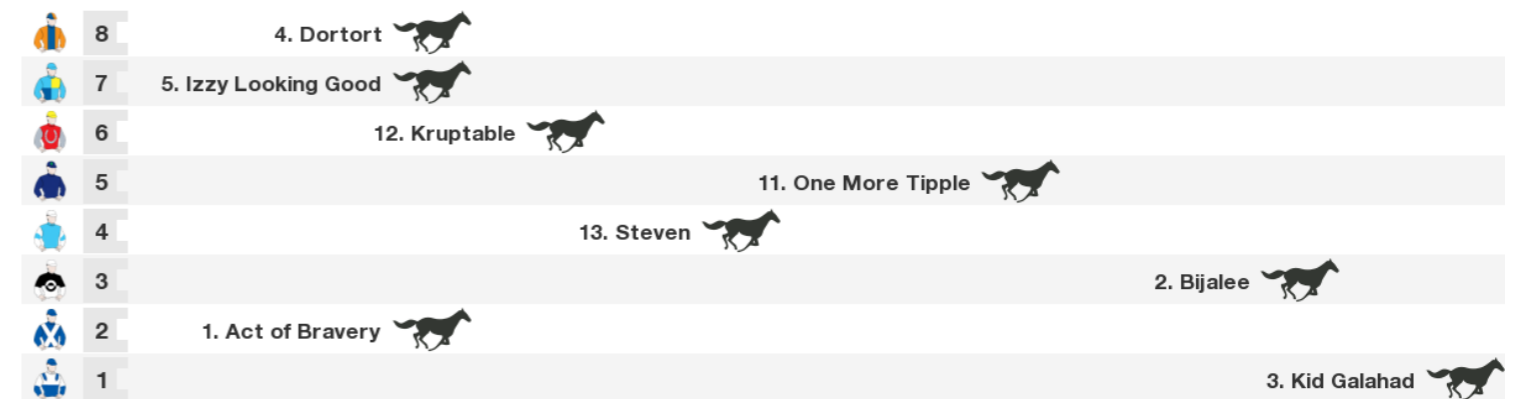 8 4. Dortort
7 5. Izzy Looking Good
6 12. Kruptable
5 11. One More Tipple
4 13. Steven
3 2. Bijalee
2 1. Act of Bravery
1 3. Kid Galahad